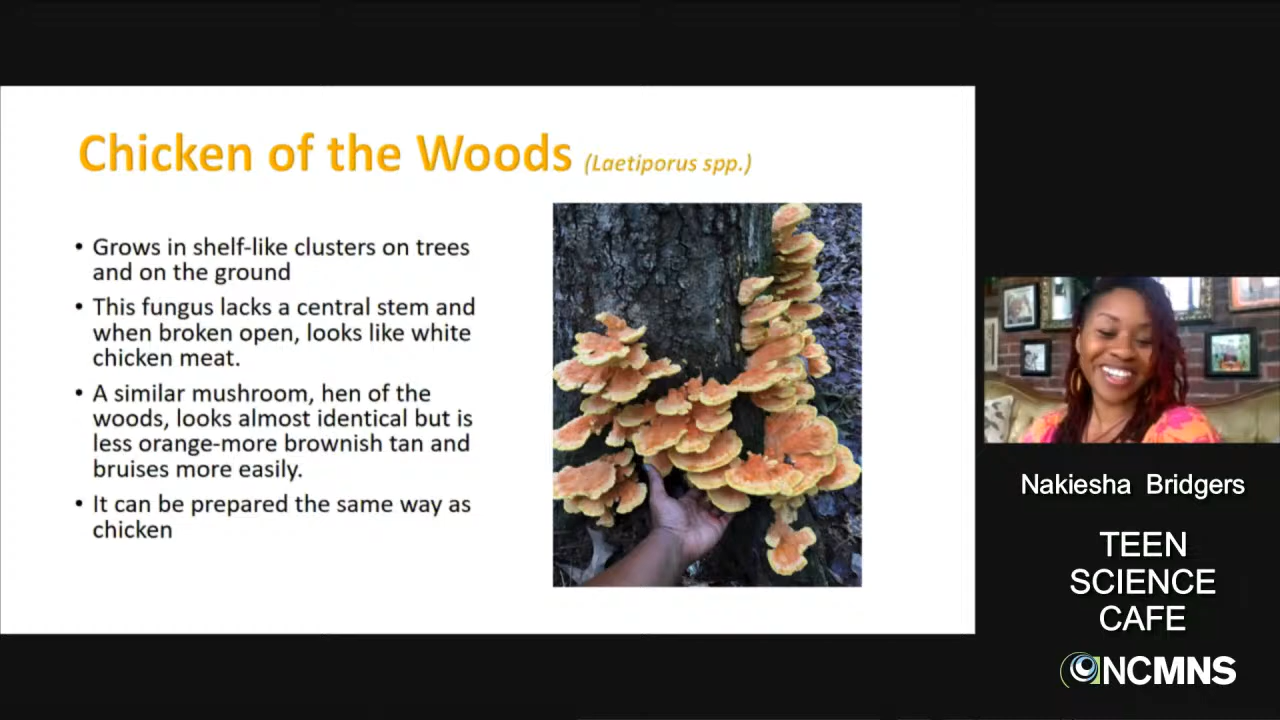 Chicken of the Woods (Laetiporus spp.)
• Grows in shelf-like clusters on trees
and on the ground
• This fungus lacks a central stem and
when broken open, looks like white
chicken meat.
• A similar mushroom, hen of the
woods, looks almost identical but is
less orange-more brownish tan and
bruises more easily.
• It can be prepared the same way as
chicken
Nakiesha Bridgers
TEEN
SCIENCE
CAFE
NCMNS